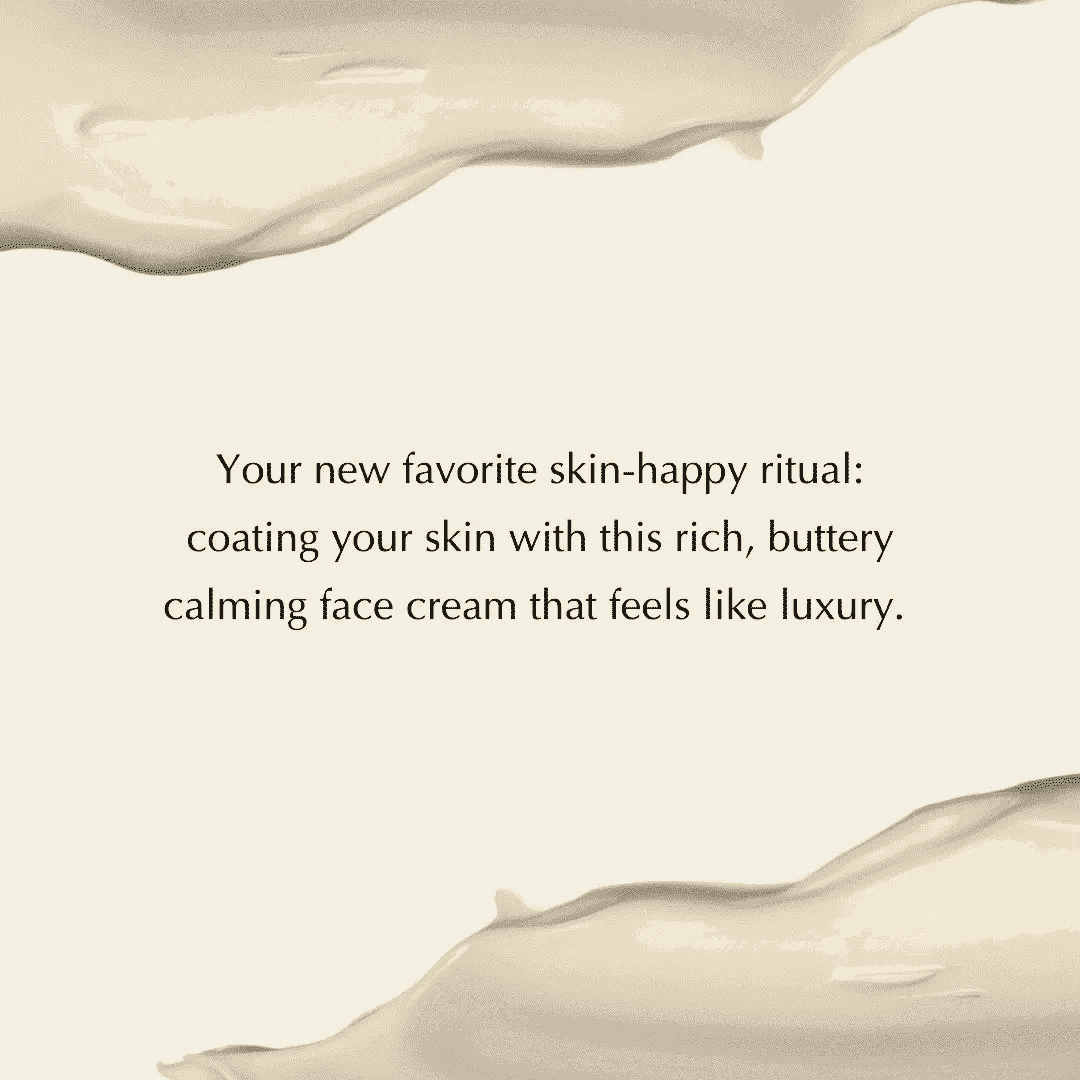 Your new favorite skin-happy ritual:
coating your skin with this rich, buttery
calming face cream that feels like luxury.